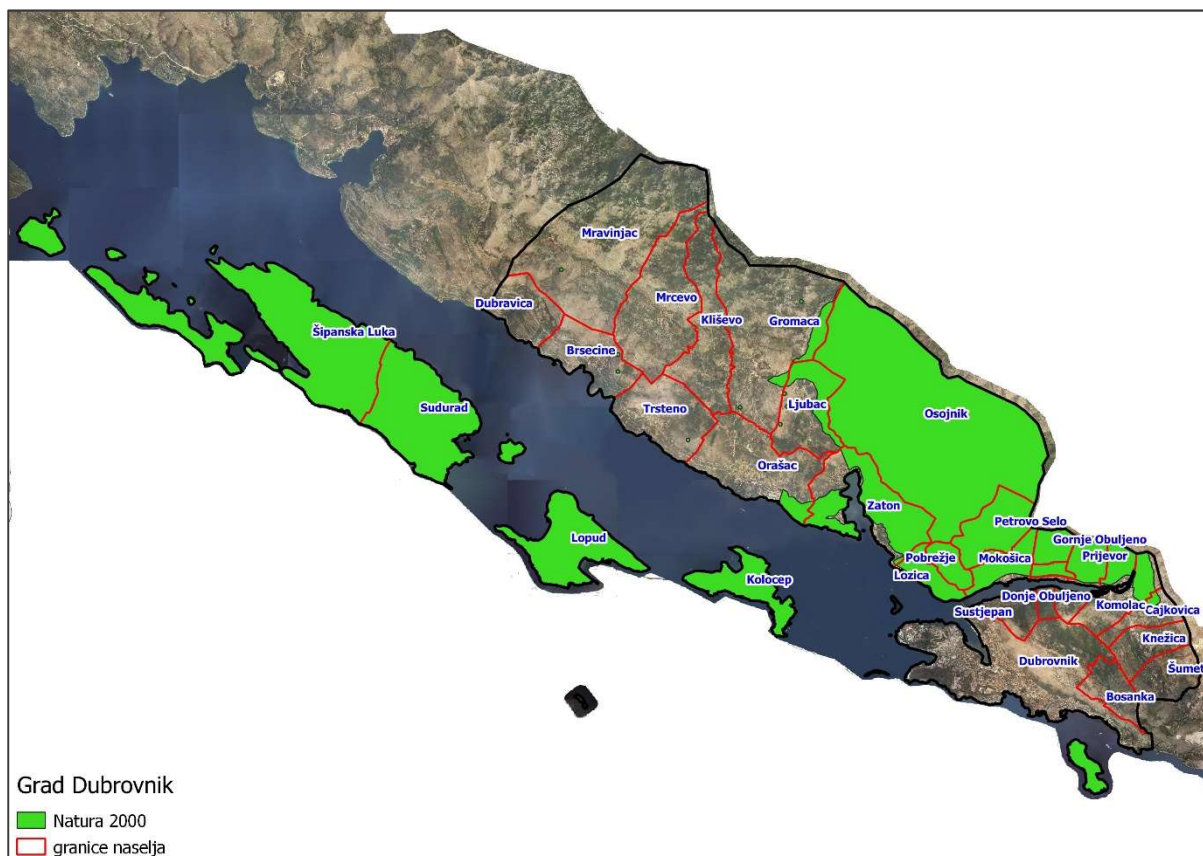 Mravinjac
Dubravica
Mrcevo
Kliševo
Gromaca
Šipanska Luka
Brsecine
Sudurad
Trsteno
Ljubac
Osojnik
Orašac
Zaton
Petrovo Selo
Lopud
Gornje Obuljeno
Pobrežje
Mokošica
Prijevor
Lozica
Kolocep
Donje Obuljeno
Sustjepan
Komolac
Cajkovica
Knežica
Dubrovnik
Šumet
Bosanka
Grad Dubrovnik
Natura 2000
granice naselja